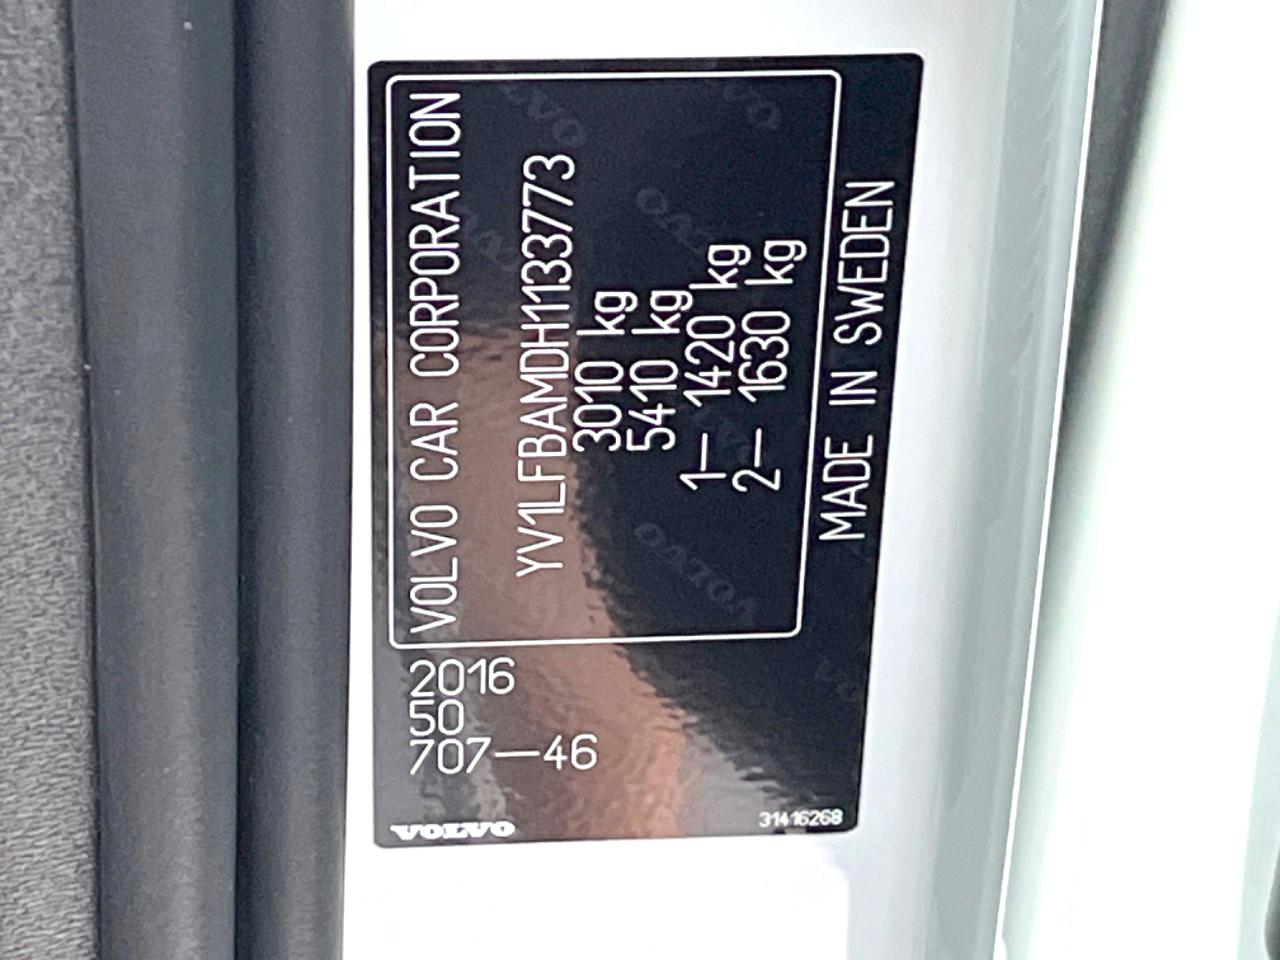 VOLVO CAR CORPORATION
YV1LFBAMDH1133773
3010 kg
5410 kg
1– 1420 kg
2– 1630 kg
MADE IN SWEDEN
2016
50
707–46
VOLVO
31416268